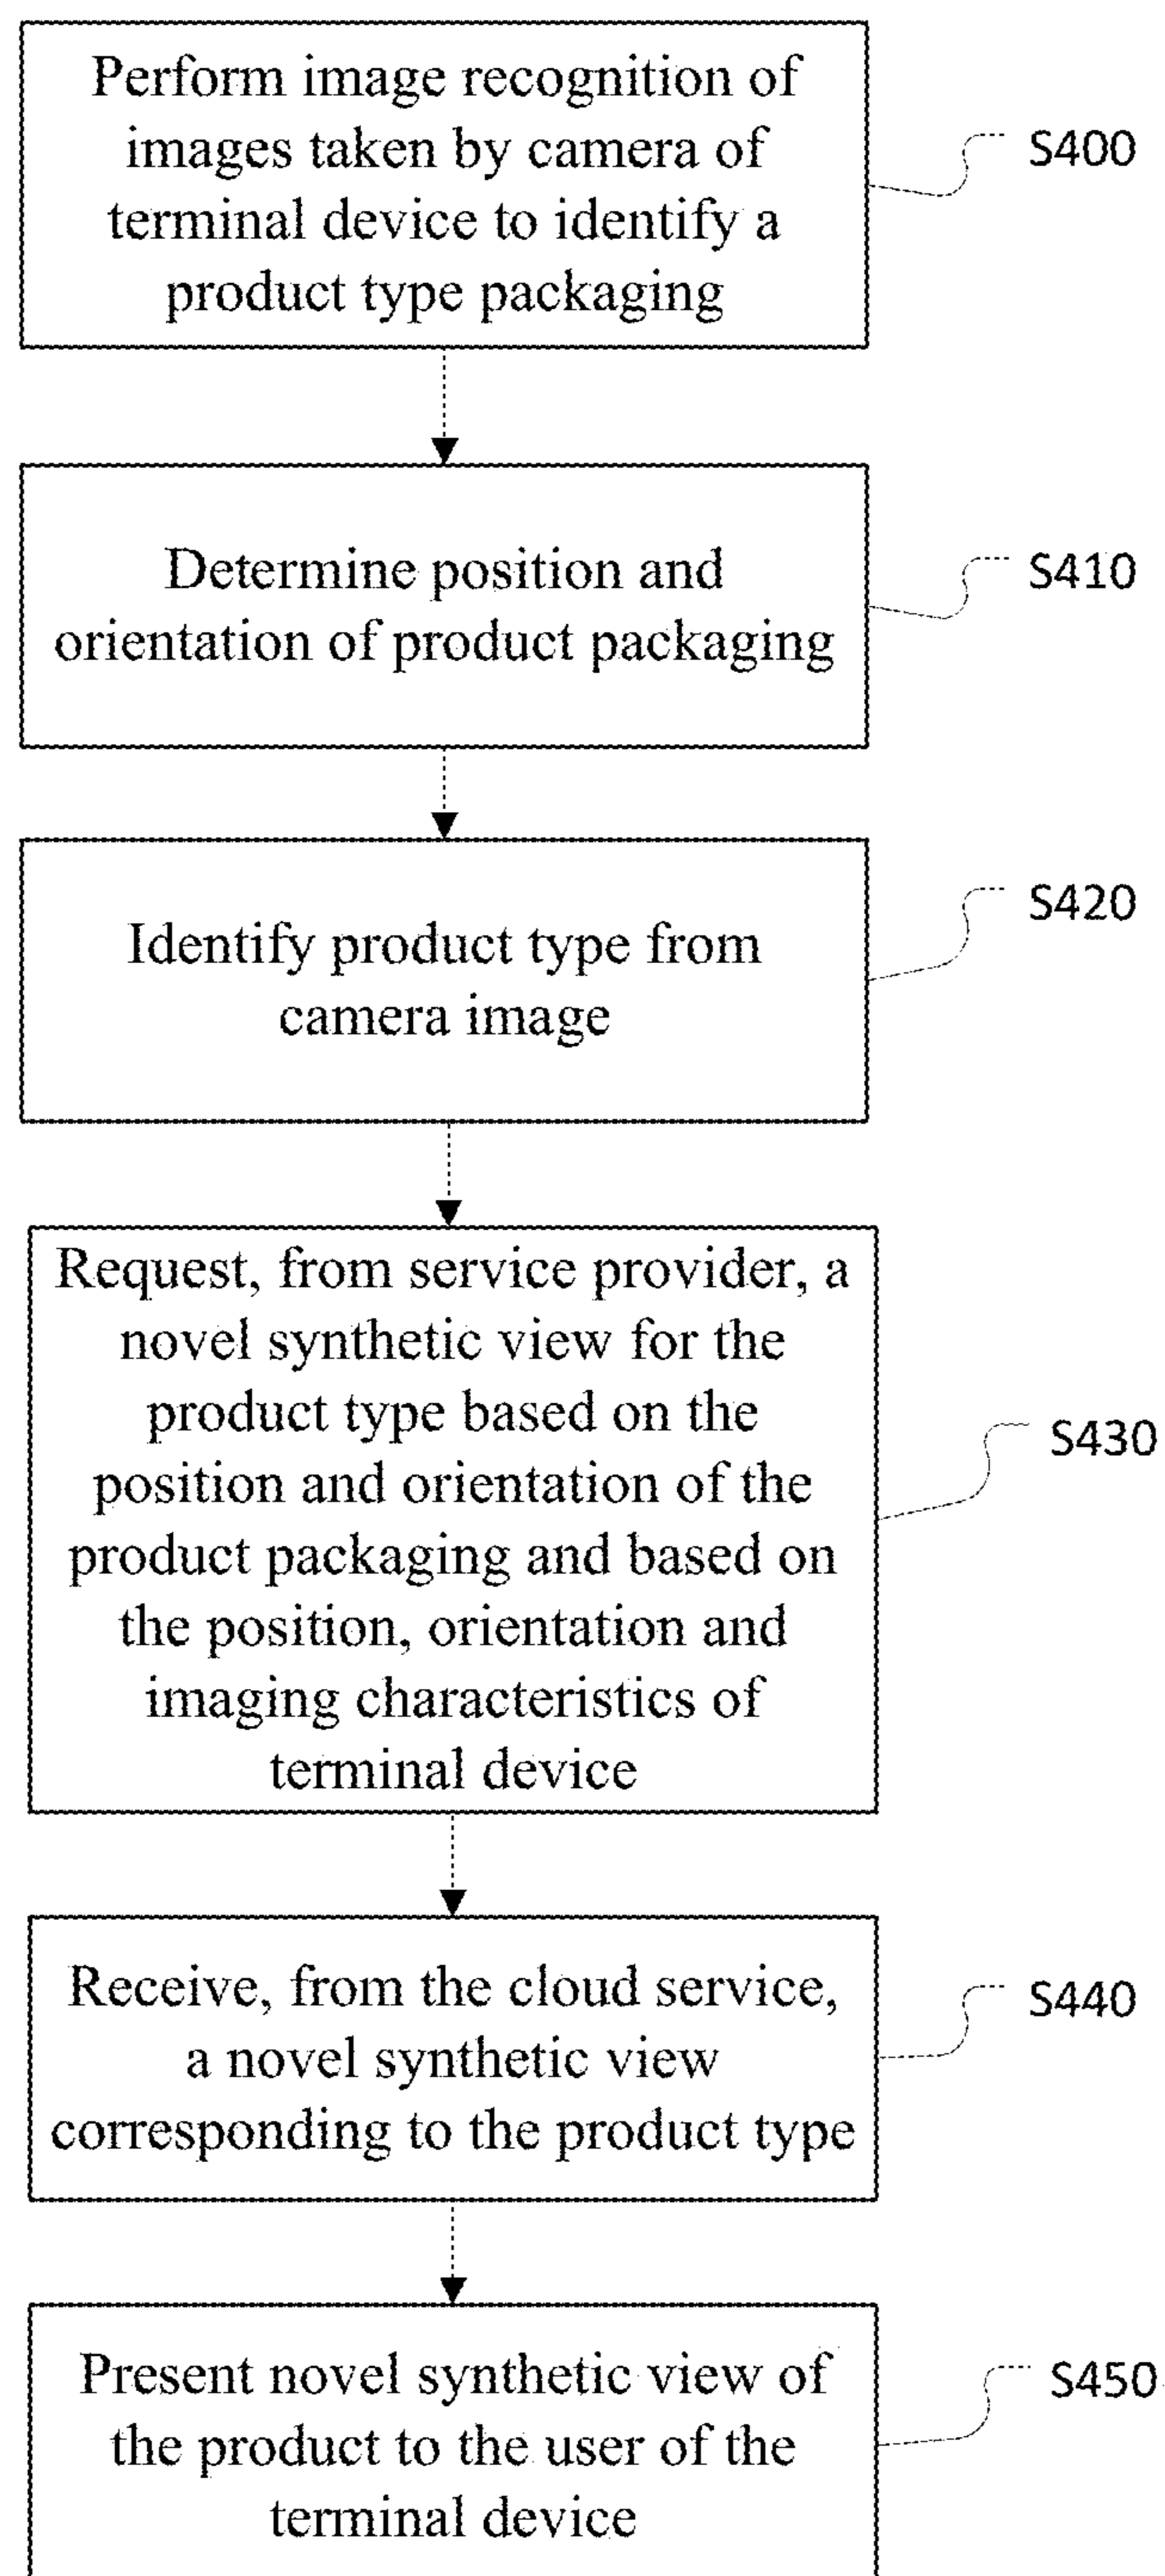 Perform image recognition of
images taken by camera of
terminal device to identify a
product type packaging
S400
Determine position and
orientation of product packaging
S410
Identify product type from
camera image
S420
Request, from service provider, a
novel synthetic view for the
product type based on the
position and orientation of the
product packaging and based on
the position, orientation and
imaging characteristics of
terminal device
S430
Receive, from the cloud service,
a novel synthetic view
corresponding to the product type
S440
Present novel synthetic view of
the product to the user of the
terminal device
S450